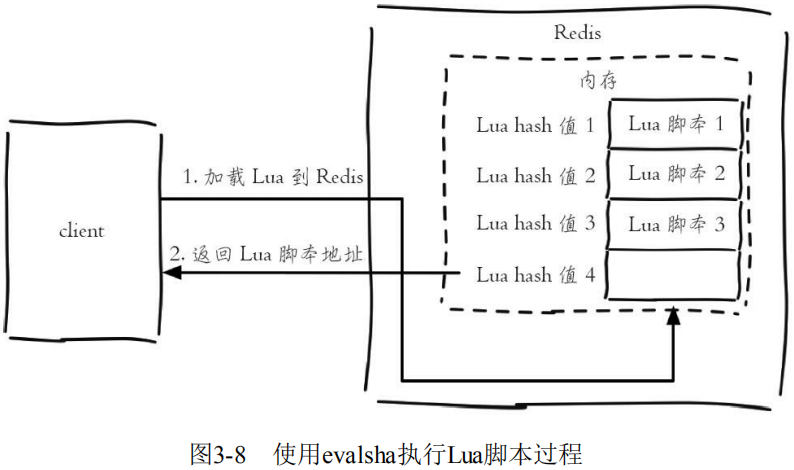 Redis
内存
Lua hash 值 1 Lua 脚本 1
1. 加载 Lua 到 Redis
Lua hash 值 2 Lua 脚本 2
client
Lua hash 值 3 Lua 脚本 3
2. 返回 Lua 脚本地址
Lua hash 值 4
图3-8 使用evalsha执行Lua脚本过程